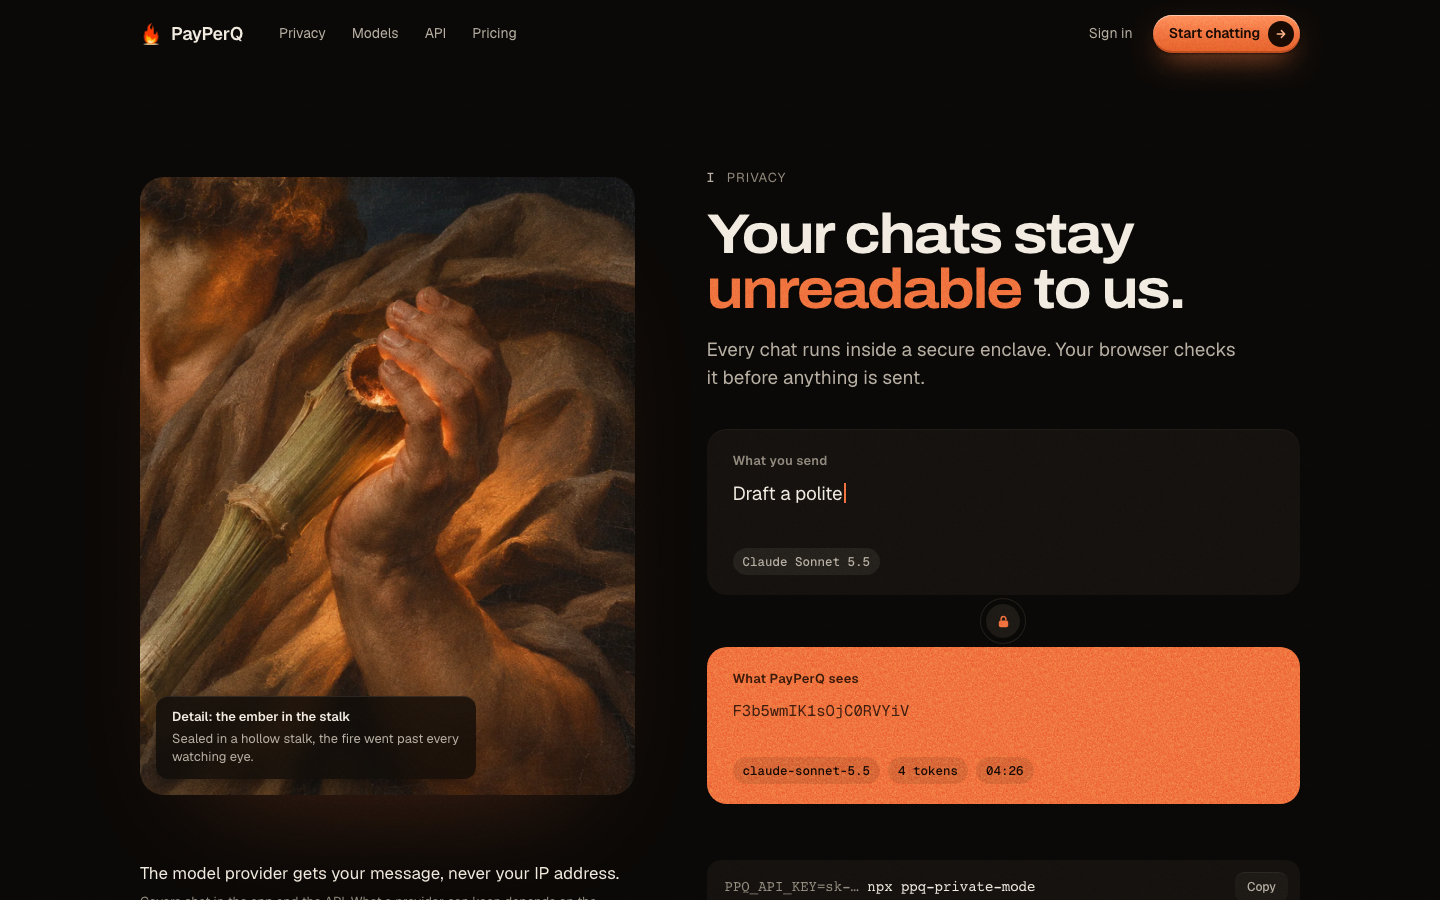 PayPerQ
Privacy
Models
API
Pricing
Sign in
Start chatting
I PRIVACY
Your chats stay
unreadable to us.
Every chat runs inside a secure enclave. Your browser checks
it before anything is sent.
What you send
Draft a polite
Claude Sonnet 5.5
What PayPerQ sees
F3b5wmIK1sOjC0RVYiV
claude-sonnet-5.5
4 tokens
04:26
Detail: the ember in the stalk
Sealed in a hollow stalk, the fire went past every
watching eye.
The model provider gets your message, never your IP address.
PPQ_API_KEY=sk-… npx ppq-private-mode
Copy